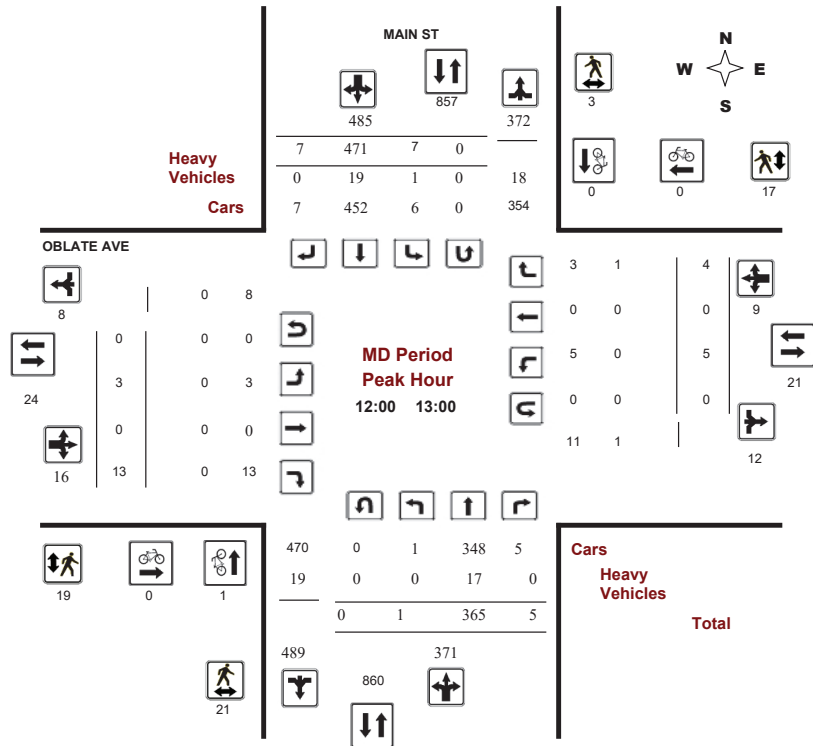 MAIN ST
N
W E
S
857
3
485 372
7 471 7 0
Heavy
Vehicles
0 19 1 0 18
Cars
7 452 6 0 354
0 0 17
OBLATE AVE
8
0 8
3 1 4
9
0 0 0
0 0 0
24
MD Period
Peak Hour
12:00 13:00
21
3 0 3
5 0 5
0 0 0
0 0 0
16
13 0 13
11 1
12
470 0 1 348 5
Cars
19 0 0 17 0
Heavy
Vehicles
19 0 1
0 1 365 5
Total
489 371
860
21